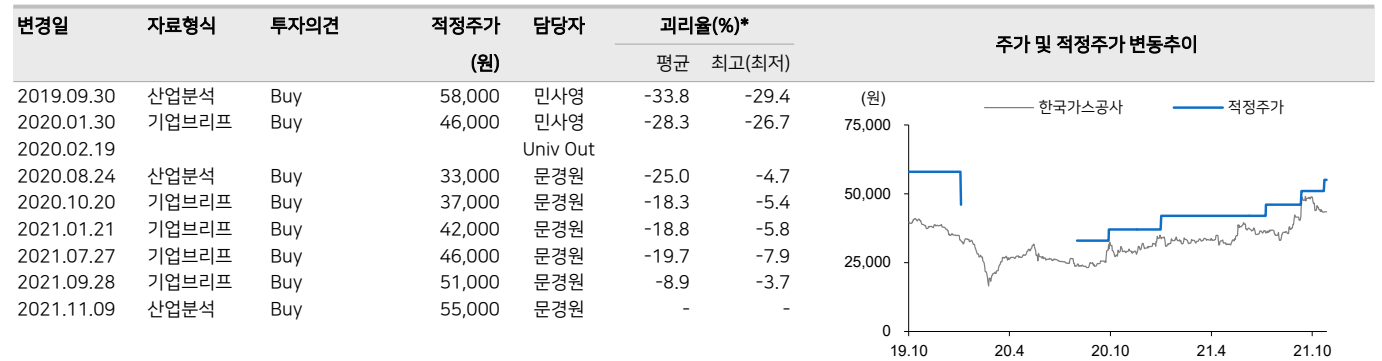 변경일 자료형식 투자의견 적정주가 담당자 괴리율(%)* 주가 및 적정주가 변동추이
(원) 평균 최고(최저)
2019.09.30 산업분석 Buy 58,000 민사영 -33.8 -29.4
2020.01.30 기업브리프 Buy 46,000 민사영 -28.3 -26.7
2020.02.19 Univ Out
2020.08.24 산업분석 Buy 33,000 문경원 -25.0 -4.7
2020.10.20 기업브리프 Buy 37,000 문경원 -18.3 -5.4
2021.01.21 기업브리프 Buy 42,000 문경원 -18.8 -5.8
2021.07.27 기업브리프 Buy 46,000 문경원 -19.7 -7.9
2021.09.28 기업브리프 Buy 51,000 문경원 -8.9 -3.7
2021.11.09 산업분석 Buy 55,000 문경원 - -
(원) 한국가스공사 적정주가
75,000
50,000
25,000
0
19.10 20.4 20.10 21.4 21.10